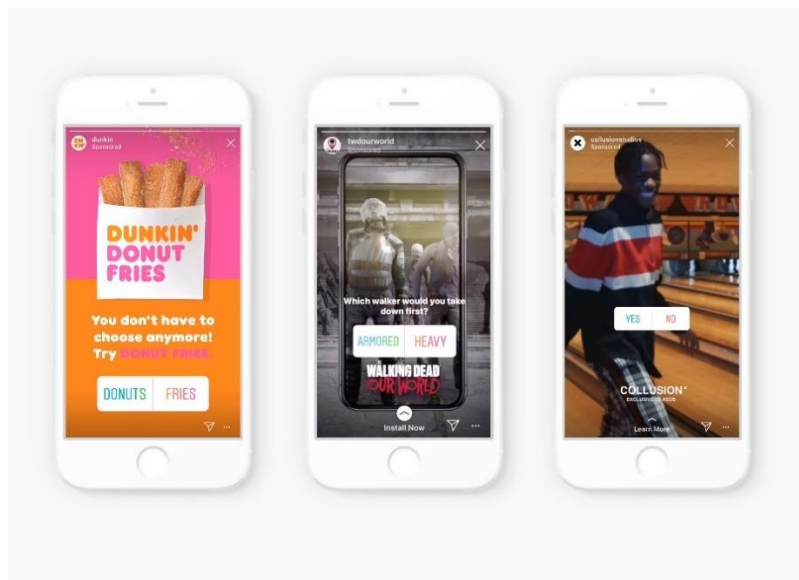 dunkin
Sponsored
DUNKIN'
DONUT
FRIES
You don't have to
choose anymore!
Try DONUT FRIES.
DONUTS
FRIES
twdourworld
Sponsored
Which walker would you take
down first?
ARMORED
HEAVY
THE
WALKING DEAD
OUR WORLD
Install Now
collusionstudios
Sponsored
YES
NO
COLLUSION
Learn More